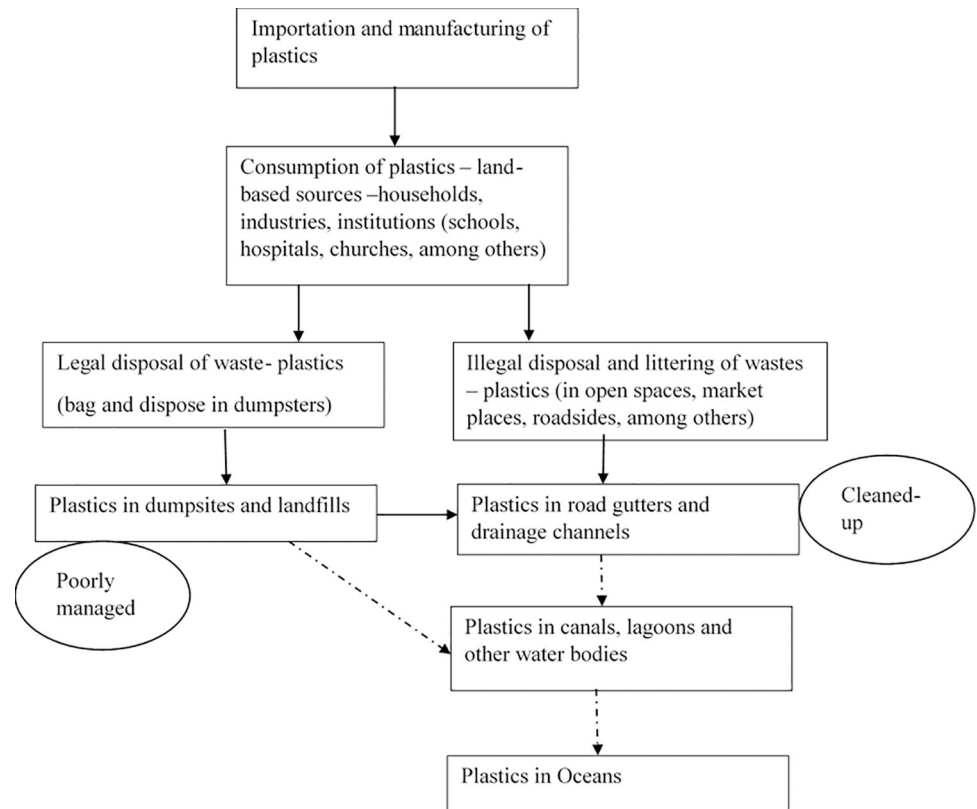 Importation and manufacturing of
plastics
Consumption of plastics – land-
based sources –households,
industries, institutions (schools,
hospitals, churches, among others)
Legal disposal of waste- plastics
(bag and dispose in dumpsters)
Illegal disposal and littering of wastes
– plastics (in open spaces, market
places, roadsides, among others)
Plastics in dumpsites and landfills
Plastics in road gutters and
drainage channels
Cleaned-
up
Poorly
managed
Plastics in canals, lagoons and
other water bodies
Plastics in Oceans